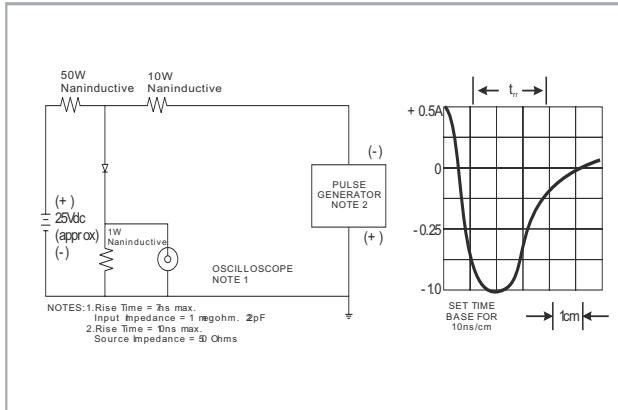 50W
Naninductive
10W
Naninductive
(+)
25Vdc
(approx)
(-)
1W
Naninductive
OSCILLOSCOPE
NOTE 1
(-)
PULSE
GENERATOR
NOTE 2
(+)
NOTES:1.Rise Time = 7ns max.
Input Impedance = 1 megohm. 22pF
2.Rise Time = 10ns max.
Source Impedance = 50 Ohms
trr
+ 0.5A
0
- 0.25
- 1.0
SET TIME
BASE FOR
10ns/cm
1cm